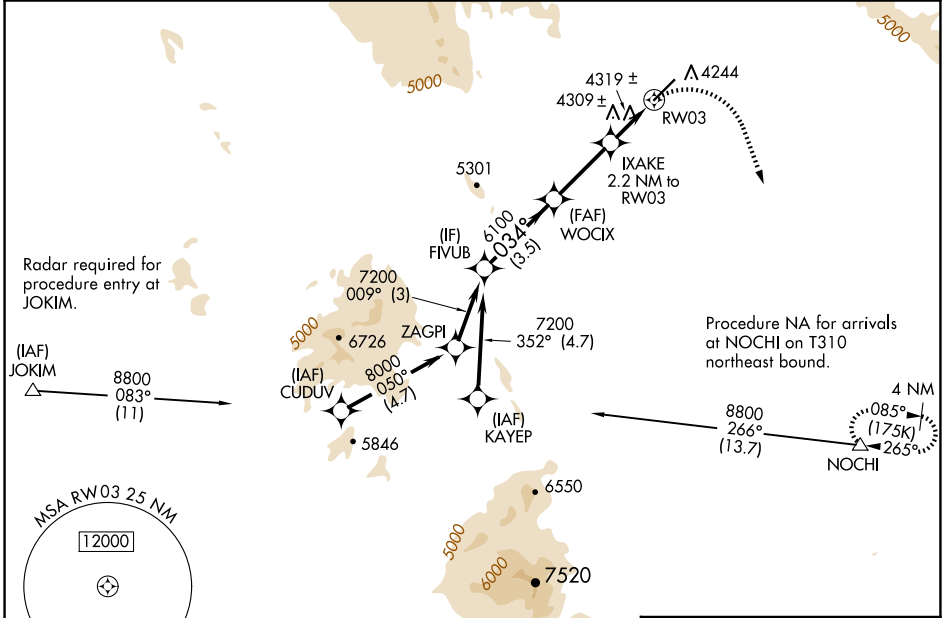 5000
5000
4319 ±
4309 ±
4244
RW03
IXAKE
2.2 NM to
RW03
5301
(FAF)
WOCIX
(IF)
FIVUB
6100
034°
(3.5)
Radar required for
procedure entry at
JOKIM.
7200
009° (3)
5000
6726
ZAGPI
7200
352° (4.7)
Procedure NA for arrivals
at NOCHI on T310
northeast bound.
(IAF)
JOKIM
8800
083°
(11)
(IAF)
CUDUV
8000
050°
(4.7)
(IAF)
KAYEP
5846
8800
266°
(13.7)
4 NM
085°
(175K)
265°
NOCHI
MSA RW03 25 NM
12000
6550
5000
6000
7520